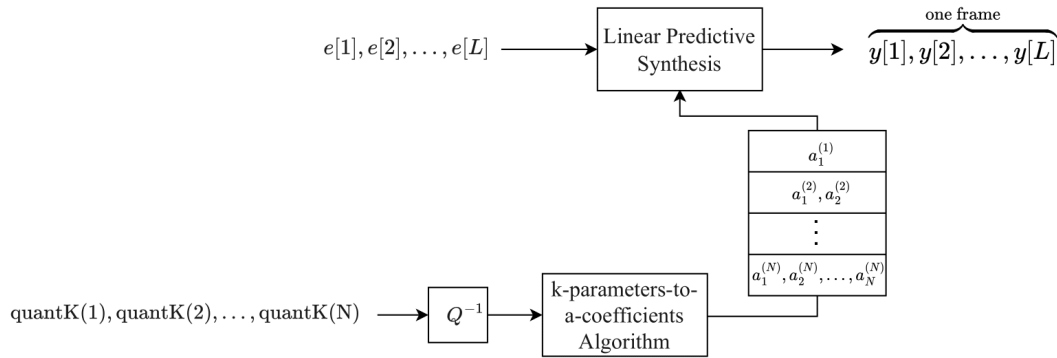 one frame
e[1], e[2], . . . , e[L]
Linear Predictive
Synthesis
y[1], y[2], . . . , y[L]
a_1^{(1)}
a_1^{(2)}, a_2^{(2)}
⋮
a_1^{(N)}, a_2^{(N)}, . . . , a_N^{(N)}
quantK(1), quantK(2), . . . , quantK(N)
Q^{-1}
k-parameters-to-
a-coefficients
Algorithm